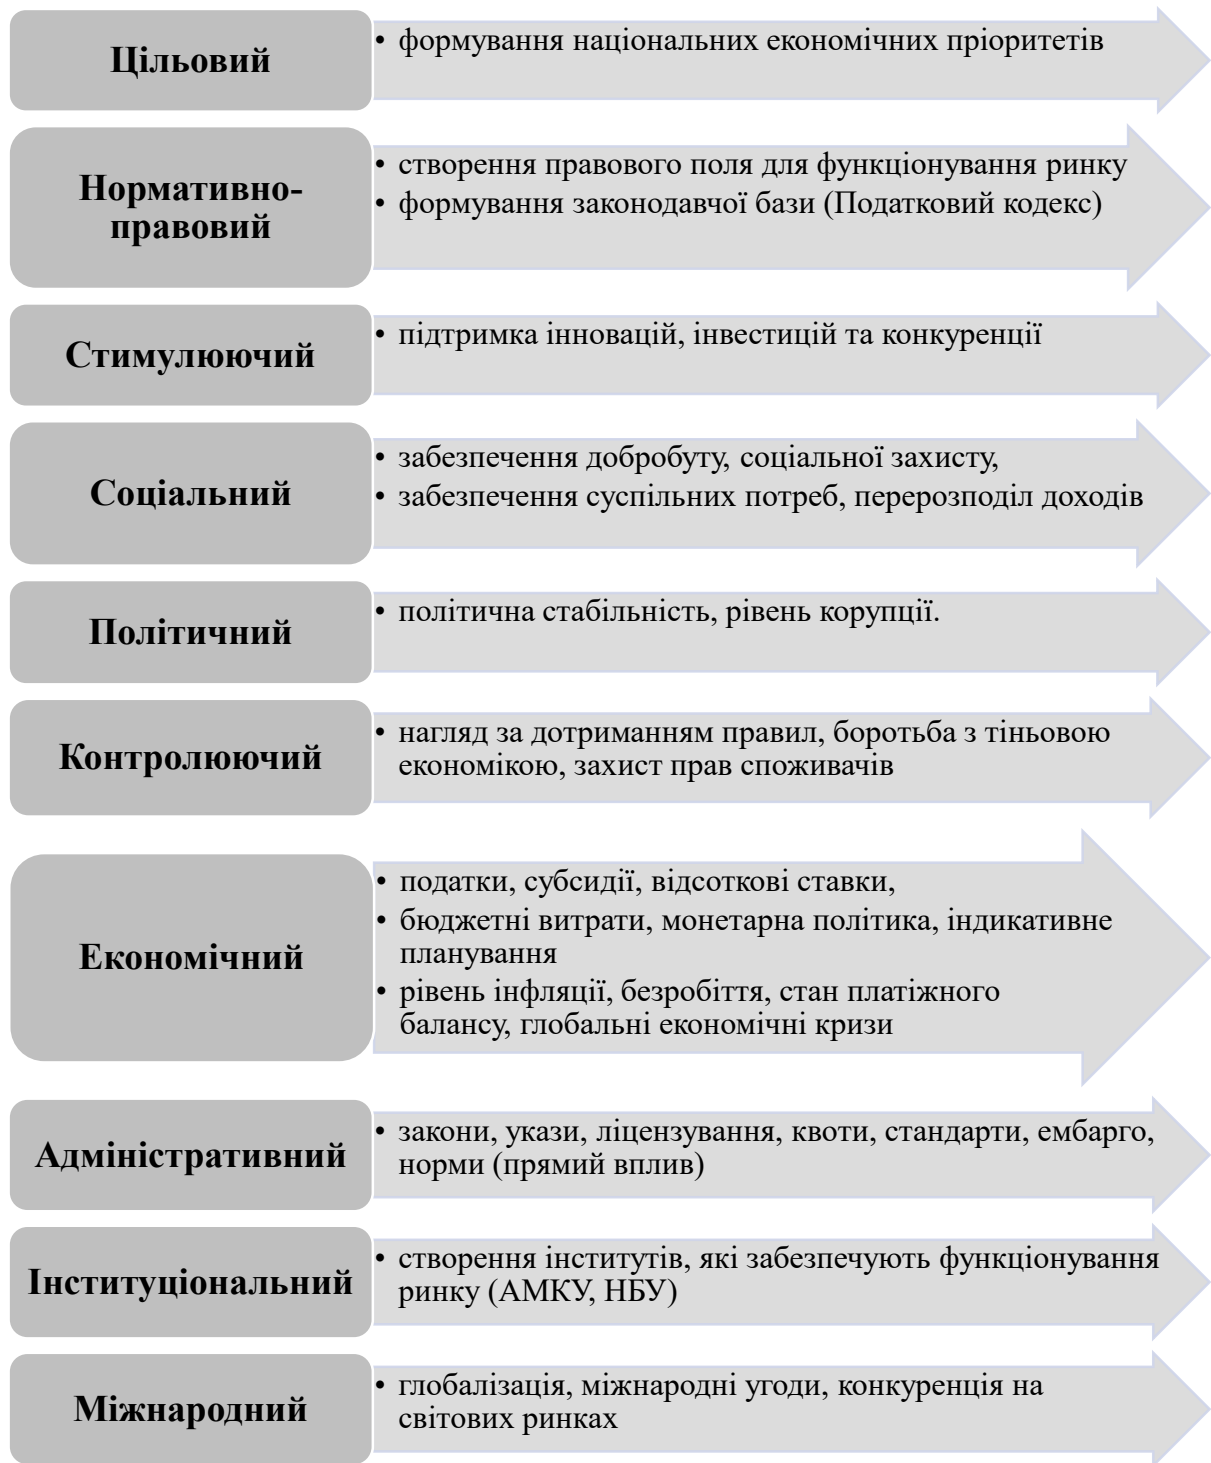 Цільовий
• формування національних економічних пріоритетів
Нормативно-
правовий
• створення правового поля для функціонування ринку
• формування законодавчої бази (Податковий кодекс)
Стимулюючий
• підтримка інновацій, інвестицій та конкуренції
Соціальний
• забезпечення добробуту, соціальної захисту,
• забезпечення суспільних потреб, перерозподіл доходів
Політичний
• політична стабільність, рівень корупції.
Контролюючий
• нагляд за дотриманням правил, боротьба з тіньовою
економікою, захист прав споживачів
Економічний
• податки, субсидії, відсоткові ставки,
• бюджетні витрати, монетарна політика, індикативне
планування
• рівень інфляції, безробіття, стан платіжного
балансу, глобальні економічні кризи
Адміністративний
• закони, укази, ліцензування, квоти, стандарти, ембарго,
норми (прямий вплив)
Інституціональний
• створення інститутів, які забезпечують функціонування
ринку (АМКУ, НБУ)
Міжнародний
• глобалізація, міжнародні угоди, конкуренція на
світових ринках